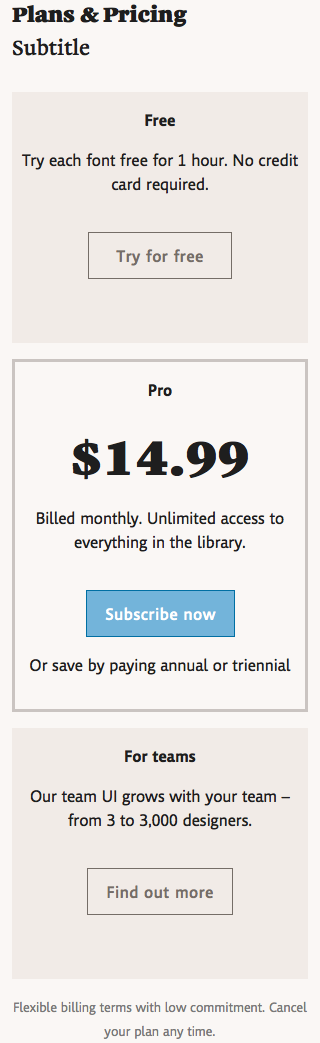 Plans & Pricing
Subtitle
Free
Try each font free for 1 hour. No credit
card required.
Try for free
Pro
$14.99
Billed monthly. Unlimited access to
everything in the library.
Subscribe now
Or save by paying annual or triennial
For teams
Our team UI grows with your team –
from 3 to 3,000 designers.
Find out more
Flexible billing terms with low commitment. Cancel
your plan any time.